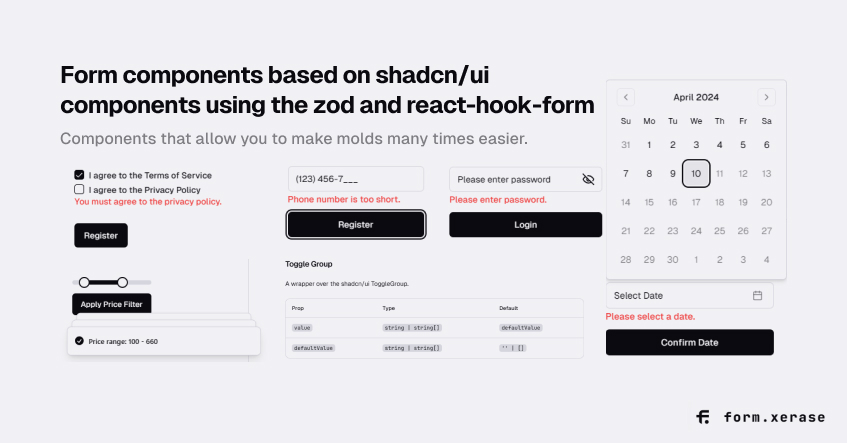 Form components based on shadcn/ui
components using the zod and react-hook-form
Components that allow you to make molds many times easier.
I agree to the Terms of Service
I agree to the Privacy Policy
You must agree to the privacy policy.
Register
(123) 456-7___
Phone number is too short.
Register
Please enter password
Please enter password.
Login
April 2024
Su Mo Tu We Th Fr Sa
31 1 2 3 4 5 6
7 8 9 10 11 12 13
14 15 16 17 18 19 20
21 22 23 24 25 26 27
28 29 30 1 2 3 4
Select Date
Please select a date.
Confirm Date
Apply Price Filter
Price range: 100 - 660
Toggle Group
A wrapper over the shadcn/ui ToggleGroup.
Prop Type Default
value string | string[] defaultValue
defaultValue string | string[] '' | []
form.xerase